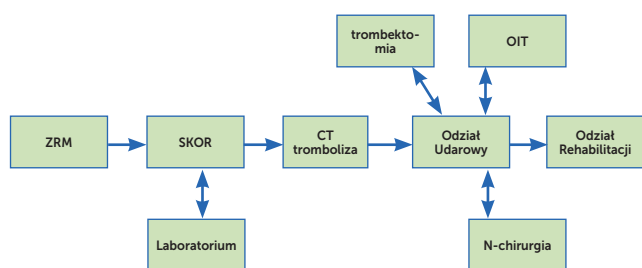 trombekto-
mia
OIT
ZRM
SKOR
CT
tromboliza
Odział
Udarowy
Odział
Rehabilitacji
Laboratorium
N-chirurgia